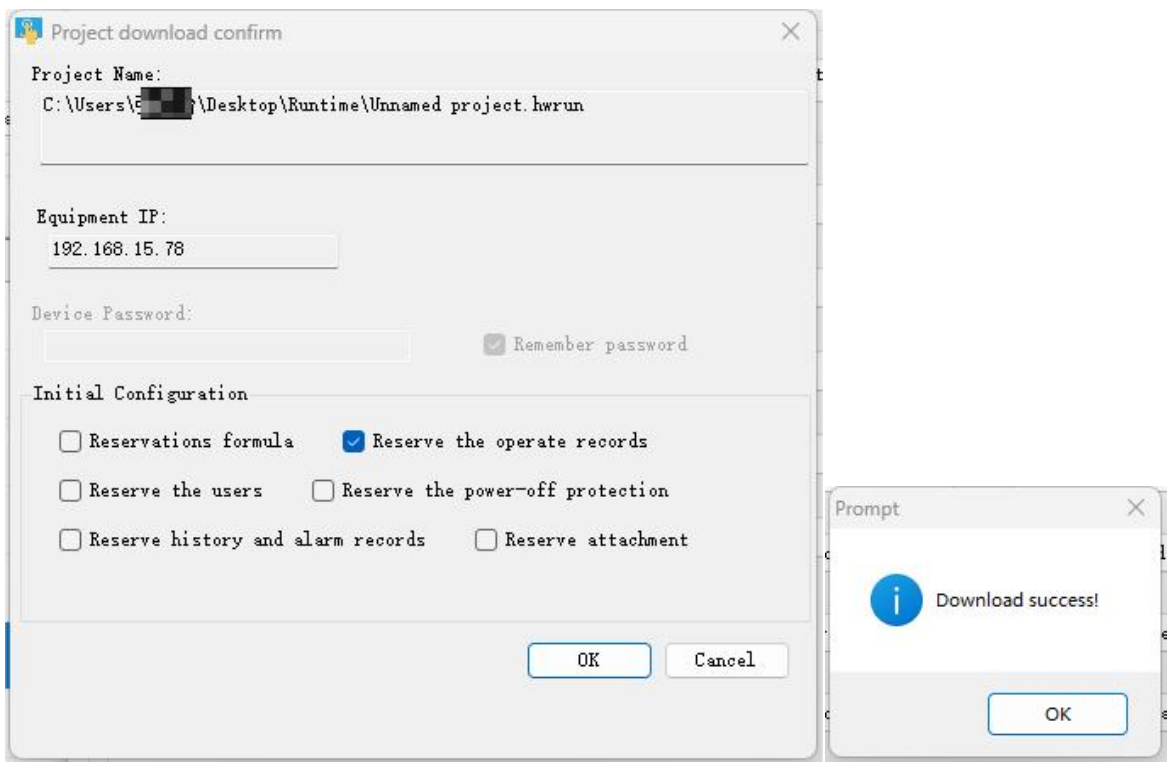 Project download confirm
Project Name:
C:\Users\ \Desktop\Runtime\Unnamed project.hwrun
Equipment IP:
192.168.15.78
Device Password:
Remember password
Initial Configuration
Reservations formula
Reserve the operate records
Reserve the users
Reserve the power-off protection
Reserve history and alarm records
Reserve attachment
OK
Cancel
Prompt
Download success!
OK